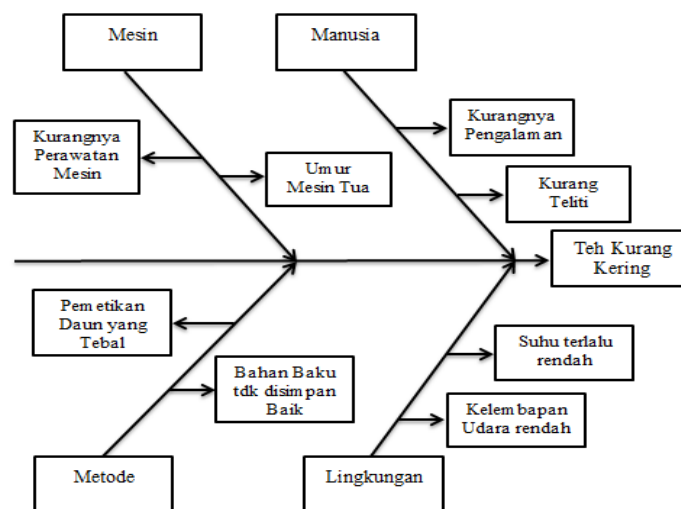 Mesin
Manusia
Kurangnya
Perawatan
Mesin
Umur
Mesin Tua
Kurangnya
Pengalaman
Kurang
Teliti
Teh Kurang
Kering
Pemetikan
Daun yang
Tebal
Bahan Baku
tdk disimpan
Baik
Suhu terlalu
rendah
Kelembapan
Udara rendah
Metode
Lingkungan